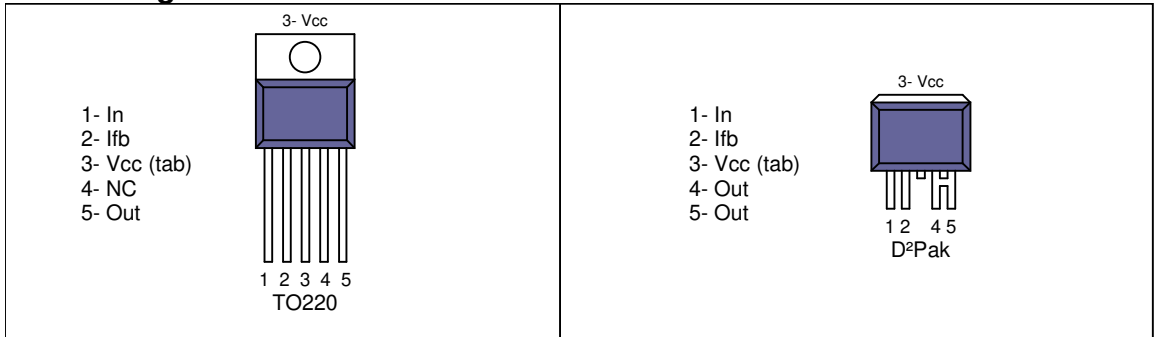 3- Vcc
1- In
2- Ifb
3- Vcc (tab)
4- NC
5- Out
1 2 3 4 5
TO220
3- Vcc
1- In
2- Ifb
3- Vcc (tab)
4- Out
5- Out
1 2 4 5
D²Pak